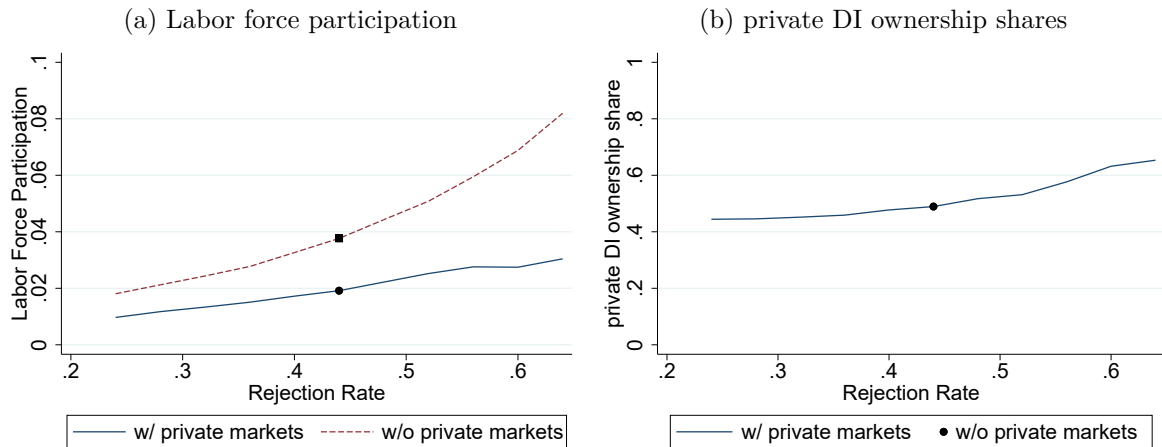 (a) Labor force participation
Labor Force Participation
.1
.08
.06
.04
.02
0
.2 .3 .4 .5 .6
Rejection Rate
w/ private markets w/o private markets
(b) private DI ownership shares
private DI ownership share
1
.8
.6
.4
.2
0
.2 .3 .4 .5 .6
Rejection Rate
w/ private markets w/o private markets